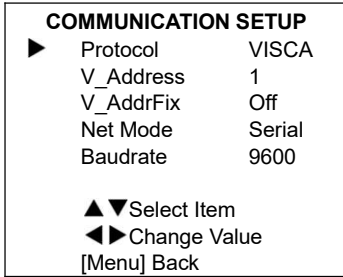 COMMUNICATION SETUP
▶ Protocol VISCA
V_Address 1
V_AddrFix Off
Net Mode Serial
Baudrate 9600
▲▼Select Item
◀▶Change Value
[Menu] Back